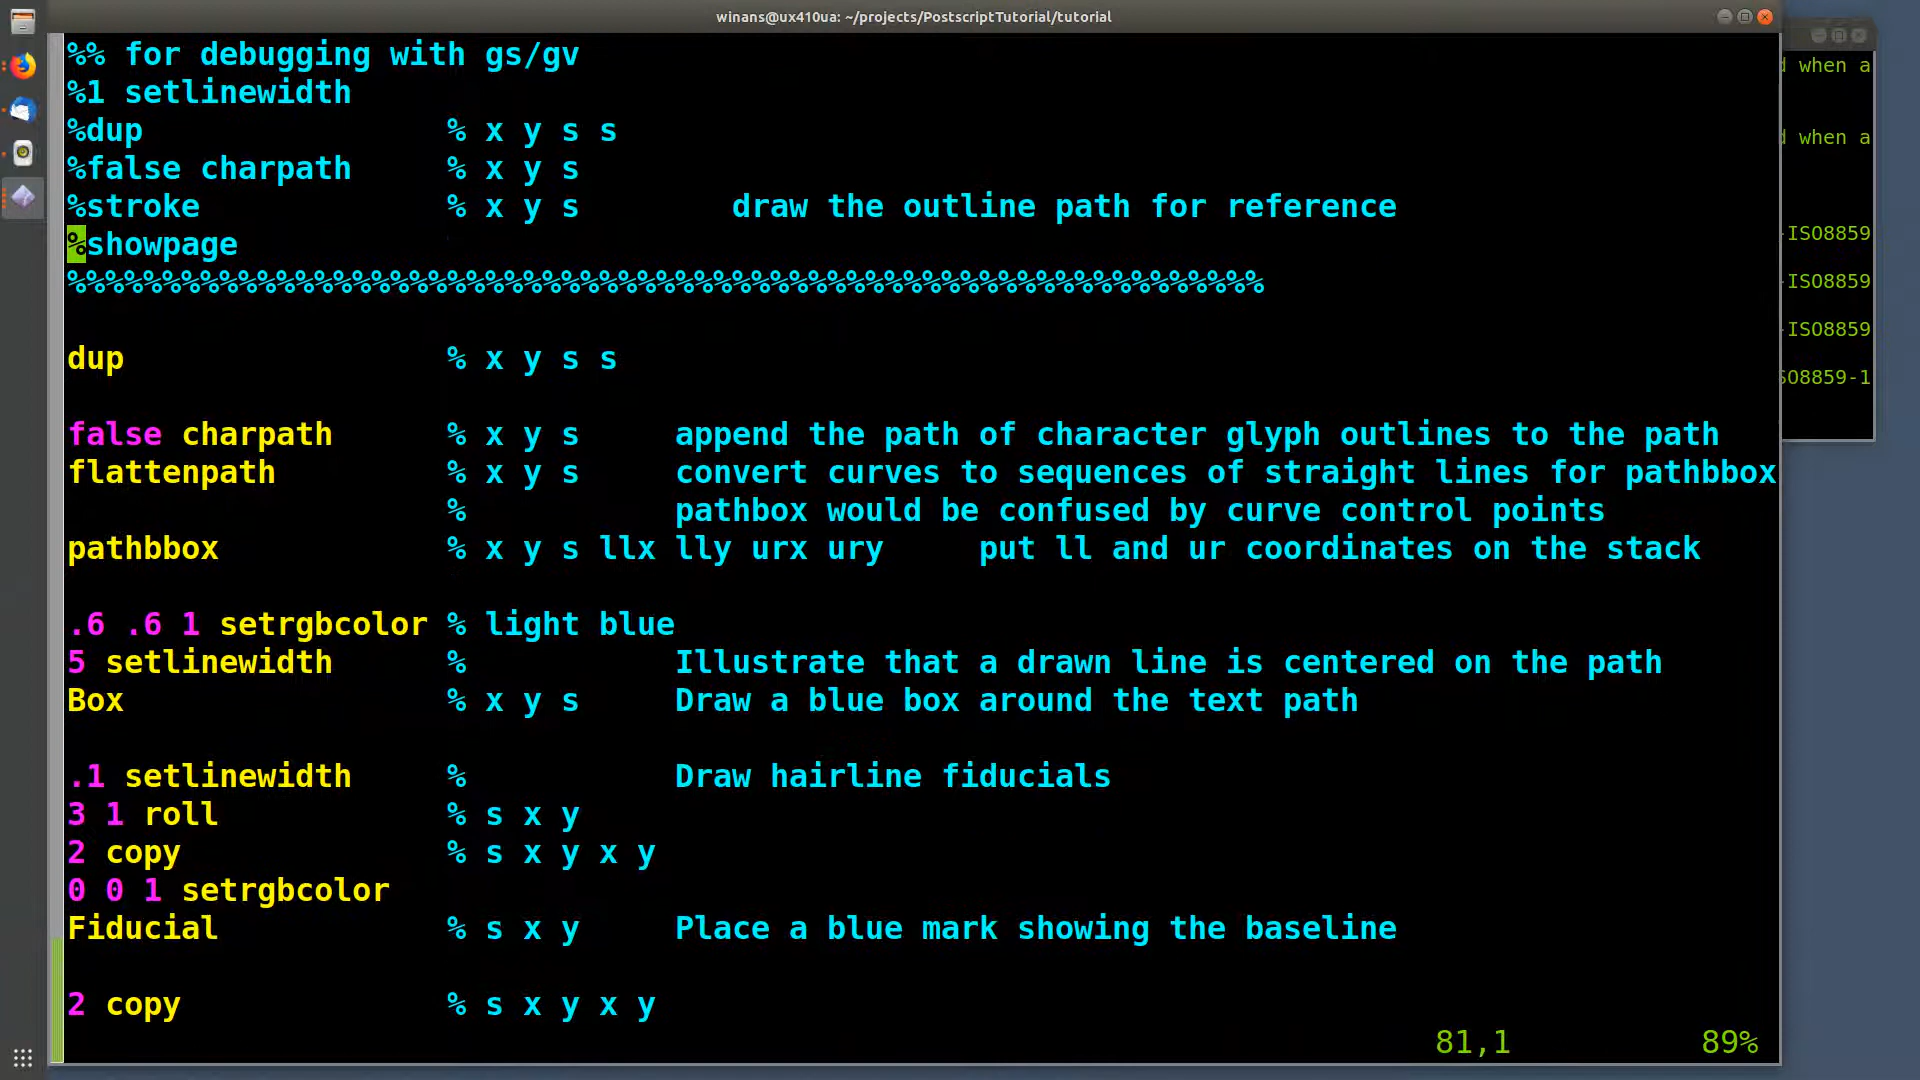 winans@ux410ua: ~/projects/PostscriptTutorial/tutorial
%% for debugging with gs/gv
%1 setlinewidth
%dup % x y s s
%false charpath % x y s
%stroke % x y s draw the outline path for reference
%showpage
%%%%%%%%%%%%%%%%%%%%%%%%%%%%%%%%%%%%%%%%%%%%%%%%%%%%%%%%%%%%%%%
dup % x y s s
false charpath % x y s append the path of character glyph outlines to the path
flattenpath % x y s convert curves to sequences of straight lines for pathbbox
% pathbox would be confused by curve control points
pathbbox % x y s llx lly urx ury put ll and ur coordinates on the stack
.6 .6 1 setrgbcolor % light blue
5 setlinewidth % Illustrate that a drawn line is centered on the path
Box % x y s Draw a blue box around the text path
.1 setlinewidth % Draw hairline fiducials
3 1 roll % s x y
2 copy % s x y x y
0 0 1 setrgbcolor
Fiducial % s x y Place a blue mark showing the baseline
2 copy % s x y x y
81,1 89%
when a
when a
-ISO8859
-ISO8859
-ISO8859
SO8859-1